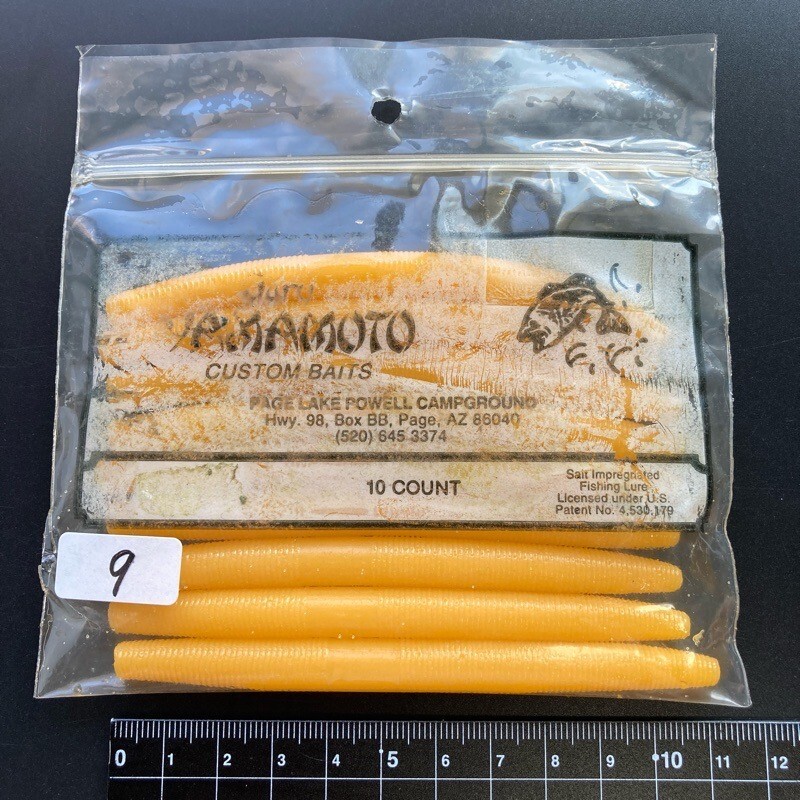 YAMAMOTO
CUSTOM BAITS
PAGE LAKE POWELL CAMPGROUND
Hwy. 98, Box BB, Page, AZ 86040
(520) 645 3374
10 COUNT
Salt Impregnated
Fishing Lure
Licensed under U.S.
Patent No. 4,530,179
9
0 1 2 3 4 5 6 7 8 9 10 11 12